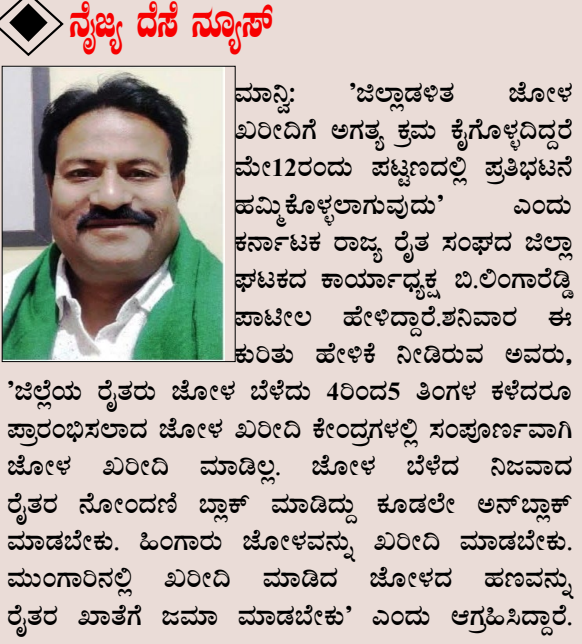 ನೈಜ್ಯ ದೆಸೆ ನ್ಯೂಸ್
ಮಾನ್ವಿ: 'ಜಿಲ್ಲಾಡಳಿತ ಜೋಳ
ಖರೀದಿಗೆ ಅಗತ್ಯ ಕ್ರಮ ಕೈಗೊಳ್ಳದಿದ್ದರೆ
ಮೇ12ರಂದು ಪಟ್ಟಣದಲ್ಲಿ ಪ್ರತಿಭಟನೆ
ಹಮ್ಮಿಕೊಳ್ಳಲಾಗುವುದು' ಎಂದು
ಕರ್ನಾಟಕ ರಾಜ್ಯ ರೈತ ಸಂಘದ ಜಿಲ್ಲಾ
ಘಟಕದ ಕಾರ್ಯಾಧ್ಯಕ್ಷ ಬಿ.ಲಿಂಗಾರೆಡ್ಡಿ
ಪಾಟೀಲ ಹೇಳಿದ್ದಾರೆ.ಶನಿವಾರ ಈ
ಕುರಿತು ಹೇಳಿಕೆ ನೀಡಿರುವ ಅವರು,
'ಜಿಲ್ಲೆಯ ರೈತರು ಜೋಳ ಬೆಳೆದು 4ರಿಂದ5 ತಿಂಗಳ ಕಳೆದರೂ
ಪ್ರಾರಂಭಿಸಲಾದ ಜೋಳ ಖರೀದಿ ಕೇಂದ್ರಗಳಲ್ಲಿ ಸಂಪೂರ್ಣವಾಗಿ
ಜೋಳ ಖರೀದಿ ಮಾಡಿಲ್ಲ. ಜೋಳ ಬೆಳೆದ ನಿಜವಾದ
ರೈತರ ನೋಂದಣಿ ಬ್ಲಾಕ್ ಮಾಡಿದ್ದು ಕೂಡಲೇ ಅನ್‌ಬ್ಲಾಕ್
ಮಾಡಬೇಕು. ಹಿಂಗಾರು ಜೋಳವನ್ನು ಖರೀದಿ ಮಾಡಬೇಕು.
ಮುಂಗಾರಿನಲ್ಲಿ ಖರೀದಿ ಮಾಡಿದ ಜೋಳದ ಹಣವನ್ನು
ರೈತರ ಖಾತೆಗೆ ಜಮಾ ಮಾಡಬೇಕು' ಎಂದು ಆಗ್ರಹಿಸಿದ್ದಾರೆ.